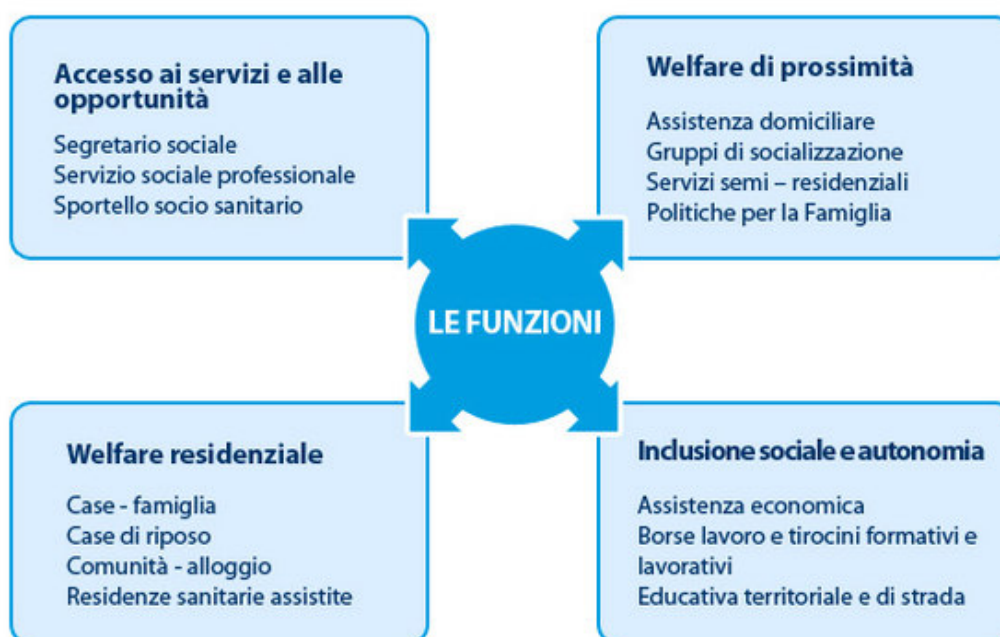 Accesso ai servizi e alle
opportunità
Segretario sociale
Servizio sociale professionale
Sportello socio sanitario
Welfare di prossimità
Assistenza domiciliare
Gruppi di socializzazione
Servizi semi – residenziali
Politiche per la Famiglia
LE FUNZIONI
Welfare residenziale
Case - famiglia
Case di riposo
Comunità - alloggio
Residenze sanitarie assistite
Inclusione sociale e autonomia
Assistenza economica
Borse lavoro e tirocini formativi e
lavorativi
Educativa territoriale e di strada